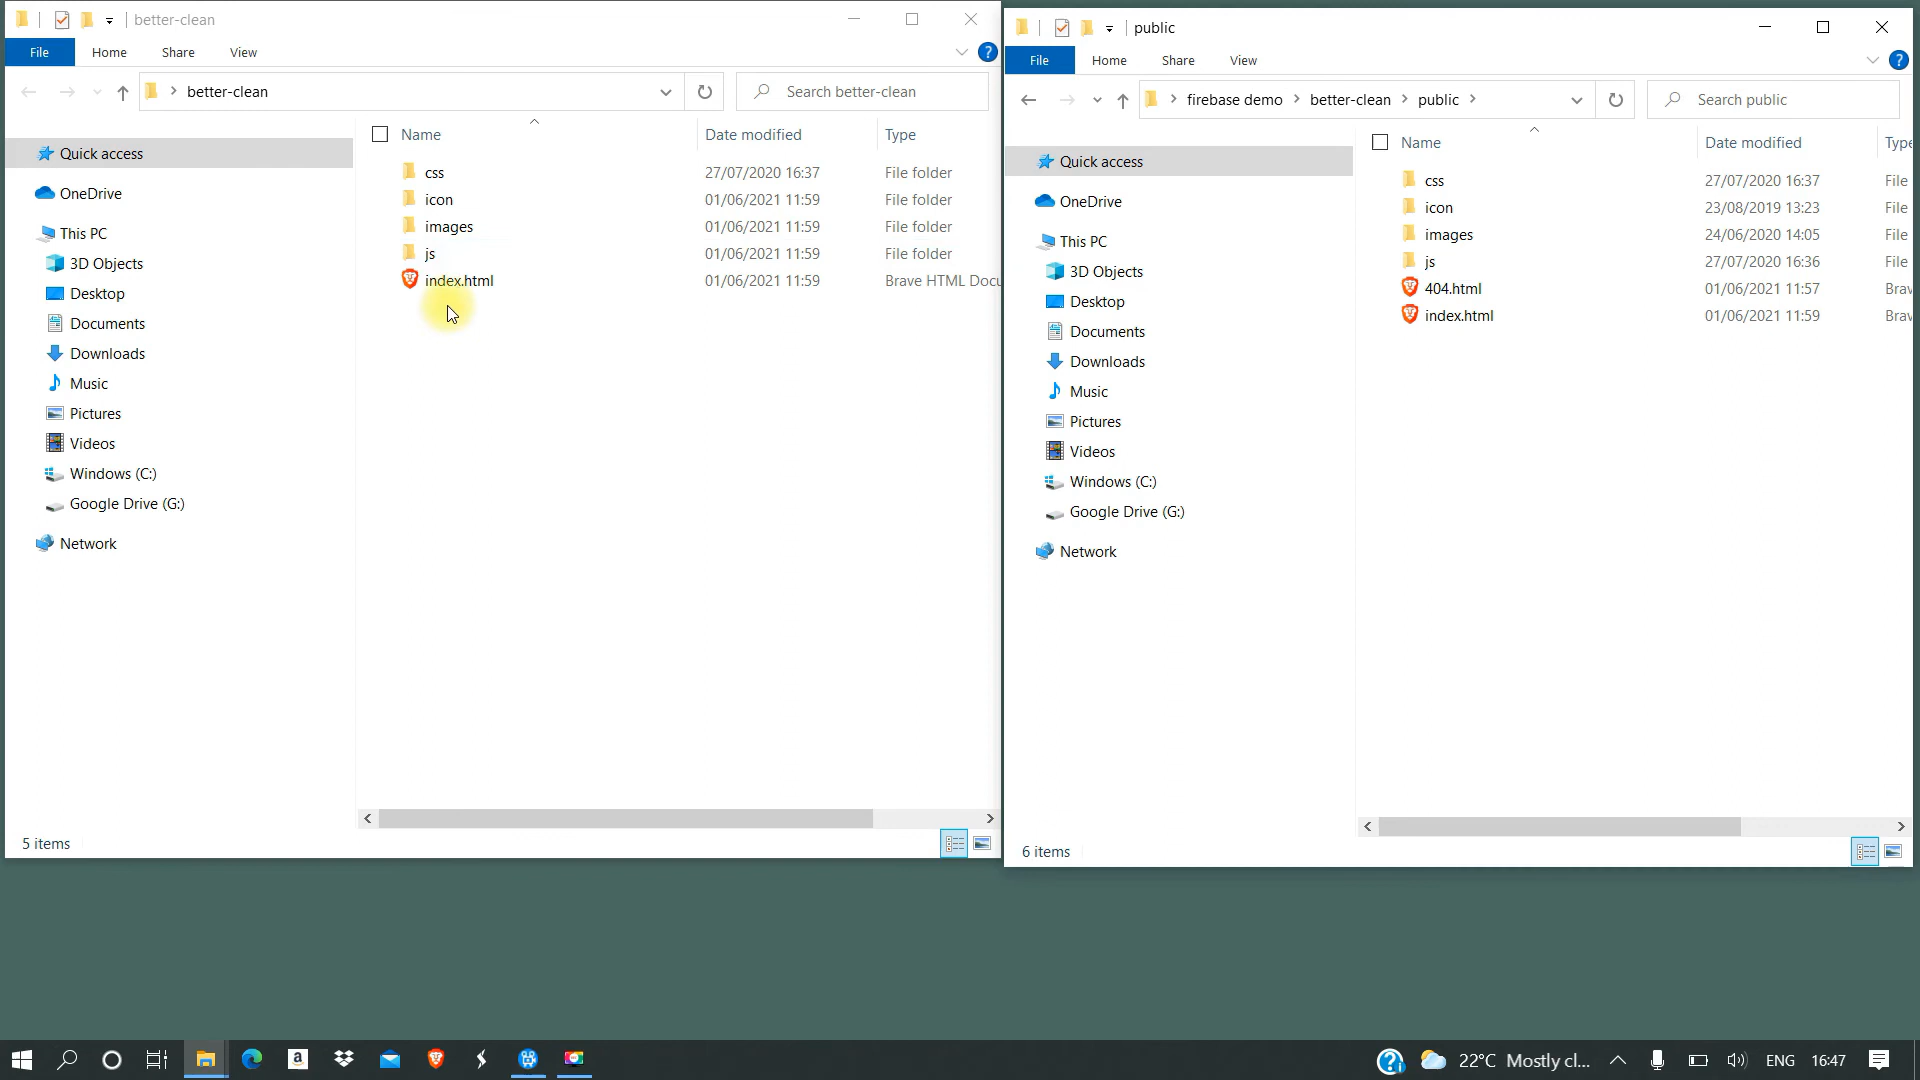 better-clean
File
Home
Share
View
?
better-clean
Search better-clean
Name
Date modified
Type
Quick access
OneDrive
This PC
3D Objects
Desktop
Documents
Downloads
Music
Pictures
Videos
Windows (C:)
Google Drive (G:)
Network
css 27/07/2020 16:37 File folder
icon 01/06/2021 11:59 File folder
images 01/06/2021 11:59 File folder
js 01/06/2021 11:59 File folder
index.html 01/06/2021 11:59 Brave HTML Docu
5 items
public
File
Home
Share
View
?
firebase demo better-clean public
Search public
Name
Date modified
Type
Quick access
OneDrive
This PC
3D Objects
Desktop
Documents
Downloads
Music
Pictures
Videos
Windows (C:)
Google Drive (G:)
Network
css 27/07/2020 16:37 File
icon 23/08/2019 13:23 File
images 24/06/2020 14:05 File
js 27/07/2020 16:36 File
404.html 01/06/2021 11:57 Brav
index.html 01/06/2021 11:59 Brav
6 items
a
?
22°C Mostly cl...
ENG
16:47